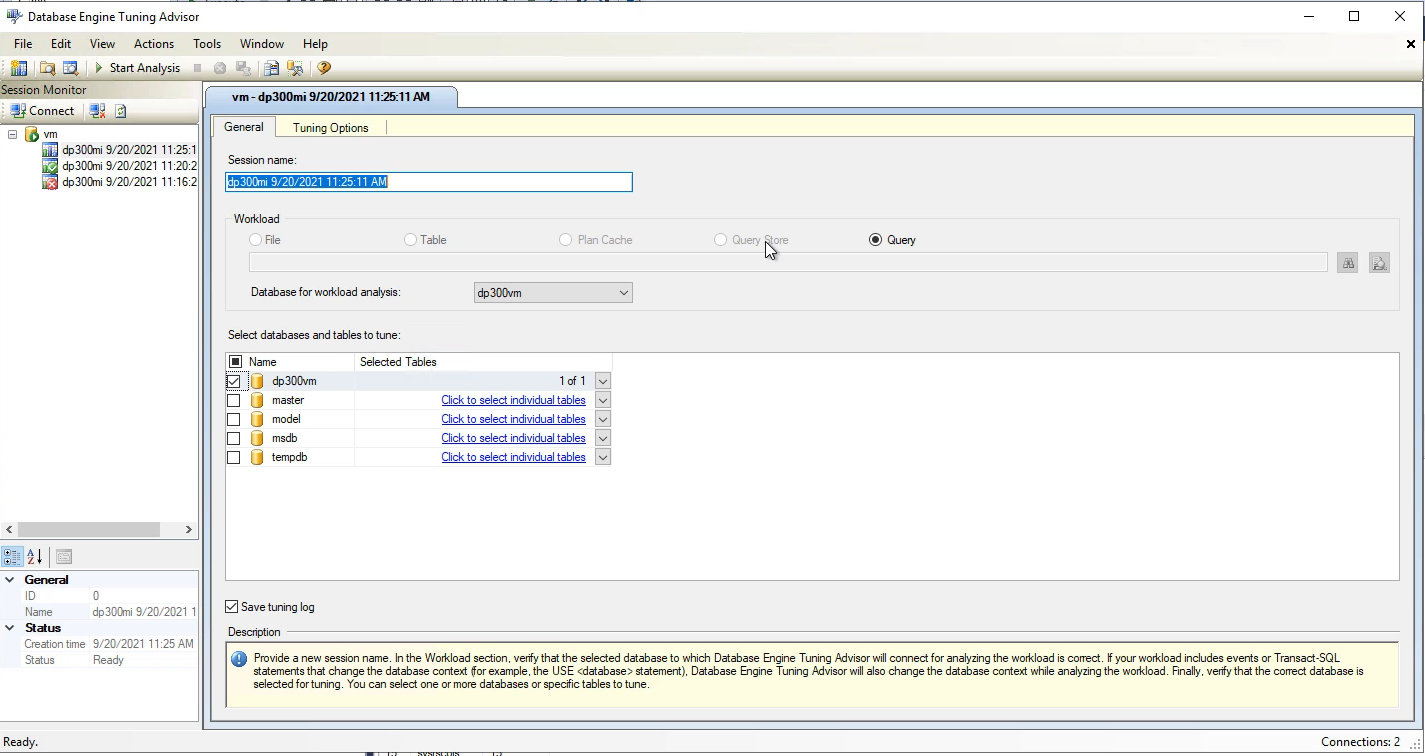 Database Engine Tuning Advisor
File Edit View Actions Tools Window Help
Start Analysis
Session Monitor
Connect
vm
dp300mi 9/20/2021 11:25:1
dp300mi 9/20/2021 11:20:2
dp300mi 9/20/2021 11:16:2
General
ID 0
Name dp300mi 9/20/2021 1
Status
Creation time 9/20/2021 11:25 AM
Status Ready
vm - dp300mi 9/20/2021 11:25:11 AM
General Tuning Options
Session name:
dp300mi 9/20/2021 11:25:11 AM
Workload
File Table Plan Cache Query Store Query
Database for workload analysis: dp300vm
Select databases and tables to tune:
Name Selected Tables
dp300vm 1 of 1
master Click to select individual tables
model Click to select individual tables
msdb Click to select individual tables
tempdb Click to select individual tables
Save tuning log
Description
Provide a new session name. In the Workload section, verify that the selected database to which Database Engine Tuning Advisor will connect for analyzing the workload is correct. If your workload includes events or Transact-SQL
statements that change the database context (for example, the USE <database> statement), Database Engine Tuning Advisor will also change the database context while analyzing the workload. Finally, verify that the correct database is
selected for tuning. You can select one or more databases or specific tables to tune.
Ready. Connections: 2